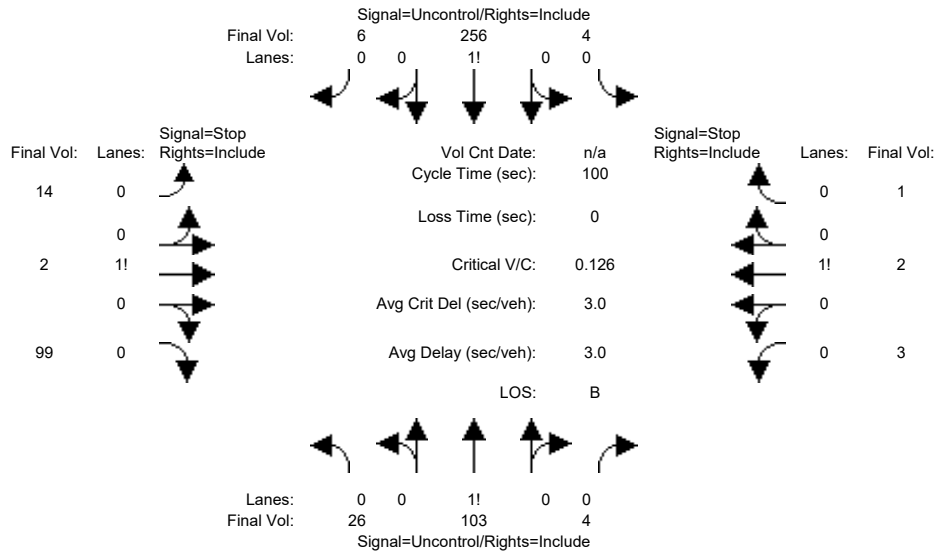 Signal=Uncontrol/Rights=Include
Final Vol: 6 256 4
Lanes: 0 0 1! 0 0
Signal=Stop Signal=Stop
Final Vol: Lanes: Rights=Include Vol Cnt Date: n/a Rights=Include Lanes: Final Vol:
Cycle Time (sec): 100
14 0 0 1
Loss Time (sec): 0
0 0
2 1! Critical V/C: 0.126 1! 2
0 Avg Crit Del (sec/veh): 3.0 0
99 0 Avg Delay (sec/veh): 3.0 0 3
LOS: B
Lanes: 0 0 1! 0 0
Final Vol: 26 103 4
Signal=Uncontrol/Rights=Include